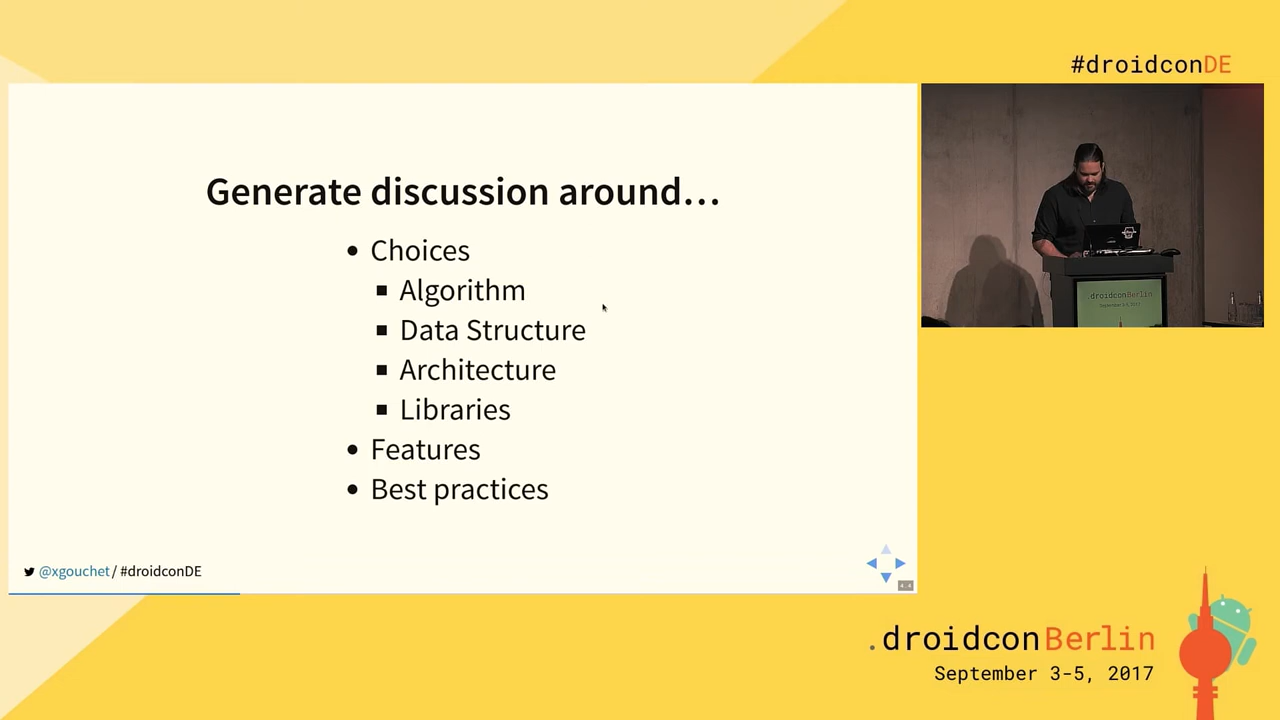 #droidconDE
Generate discussion around…
Choices
Algorithm
Data Structure
Architecture
Libraries
Features
Best practices
@xgouchet / #droidconDE
.droidconBerlin
.droidconBerlin
September 3-5, 2017